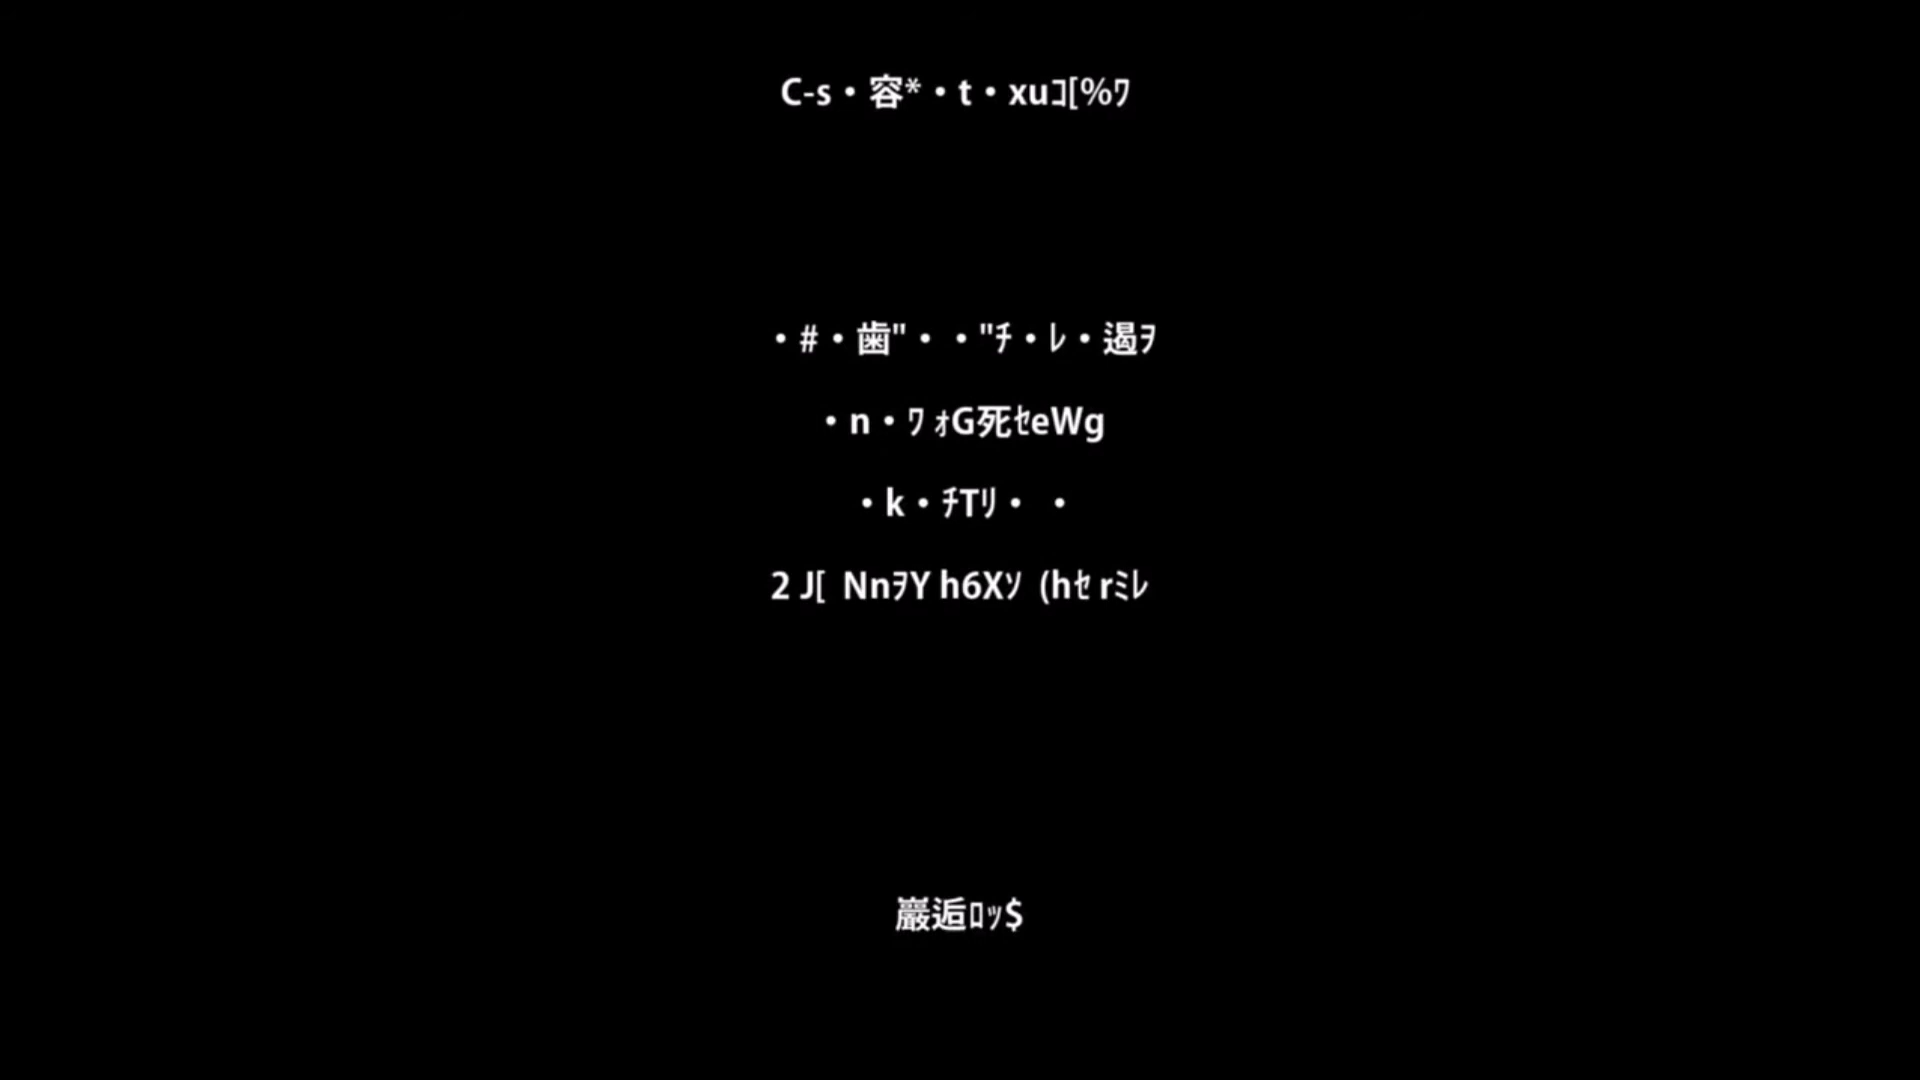 C-s・容*・t・xuｺ[%ﾜ
・#・歯"・・"ﾁ・ﾚ・遏ｦ
・n・ﾜ ｫG死ｾeWg
・k・ﾁTﾘ・ ・
2 J[  NnｦY h6Xｿ  (hｾ rﾐﾚ
巖逅ﾛｯ$